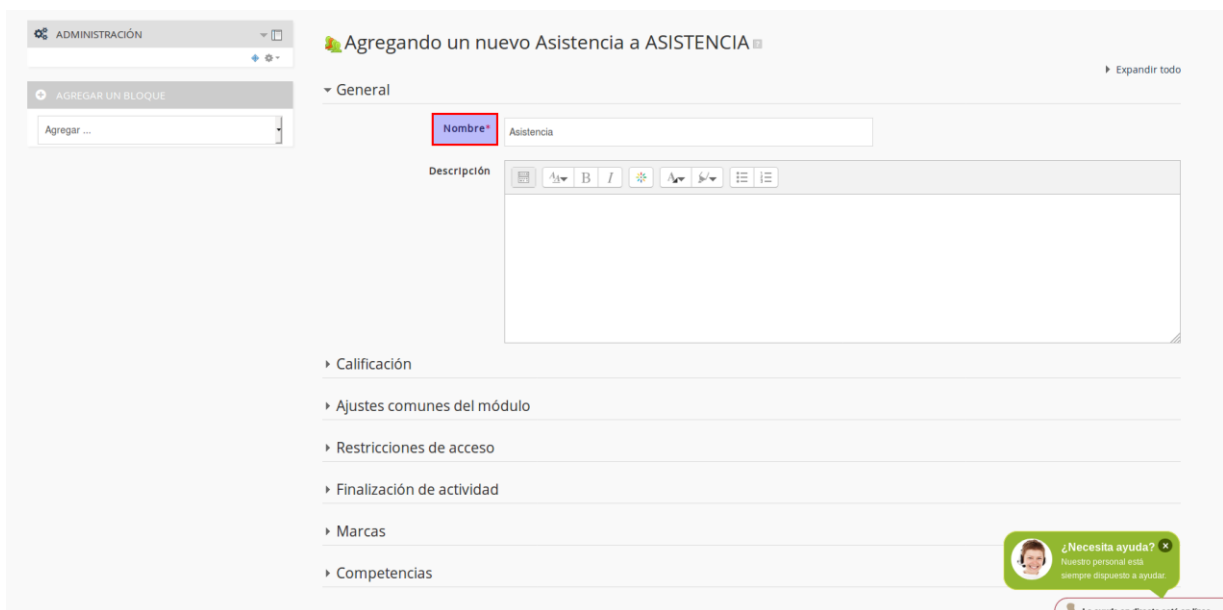 ADMINISTRACIÓN
AGREGAR UN BLOQUE
Agregar ...
Agregando un nuevo Asistencia a ASISTENCIA
Expandir todo
General
Nombre*
Asistencia
Descripción
B I
Calificación
Ajustes comunes del módulo
Restricciones de acceso
Finalización de actividad
Marcas
Competencias
¿Necesita ayuda?
Nuestro personal está
siempre dispuesto a ayudar.